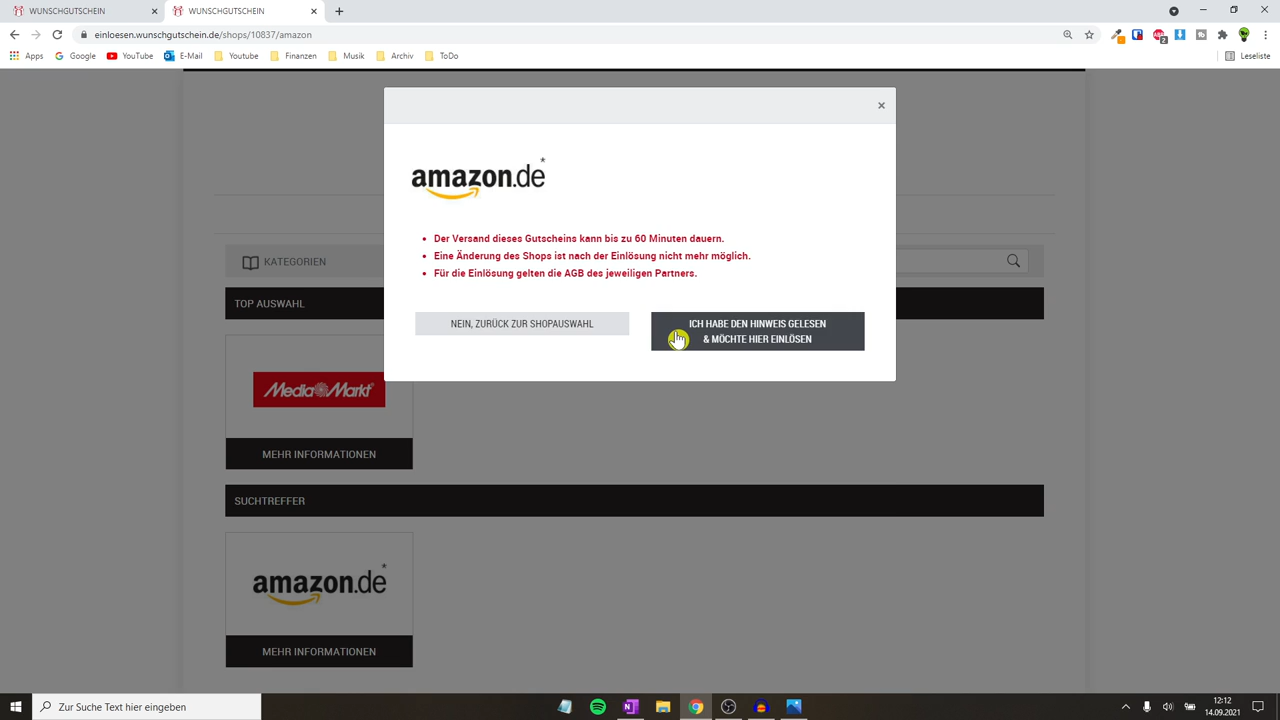 WUNSCHGUTSCHEIN
WUNSCHGUTSCHEIN
einloesen.wunschgutschein.de/shops/10837/amazon
Apps
Google
YouTube
E-Mail
Youtube
Finanzen
Musik
Archiv
ToDo
Leseliste
amazon.de*
Der Versand dieses Gutscheins kann bis zu 60 Minuten dauern.
Eine Änderung des Shops ist nach der Einlösung nicht mehr möglich.
Für die Einlösung gelten die AGB des jeweiligen Partners.
NEIN, ZURÜCK ZUR SHOPAUSWAHL
ICH HABE DEN HINWEIS GELESEN
& MÖCHTE HIER EINLÖSEN
KATEGORIEN
TOP AUSWAHL
Media Markt
MEHR INFORMATIONEN
SUCHTREFFER
amazon.de*
MEHR INFORMATIONEN
Zur Suche Text hier eingeben
12:12
14.09.2021